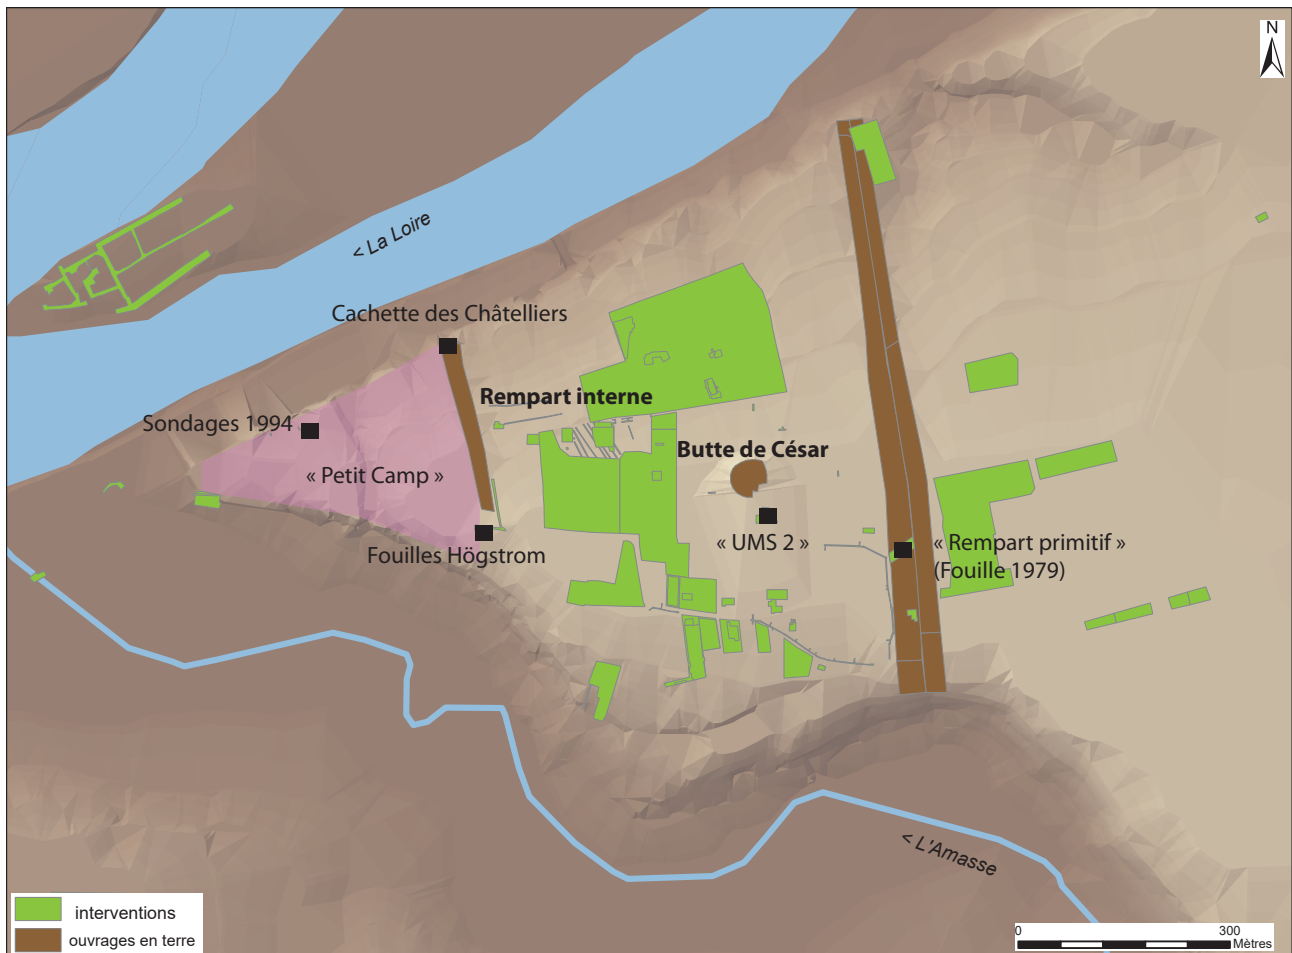 N
< La Loire
Cachette des Châtelliers
Rempart interne
Sondages 1994
Butte de César
« Petit Camp »
« UMS 2 »
« Rempart primitif »
(Fouille 1979)
Fouilles Högstrom
< L'Amasse
interventions
ouvrages en terre
0 300
Mètres